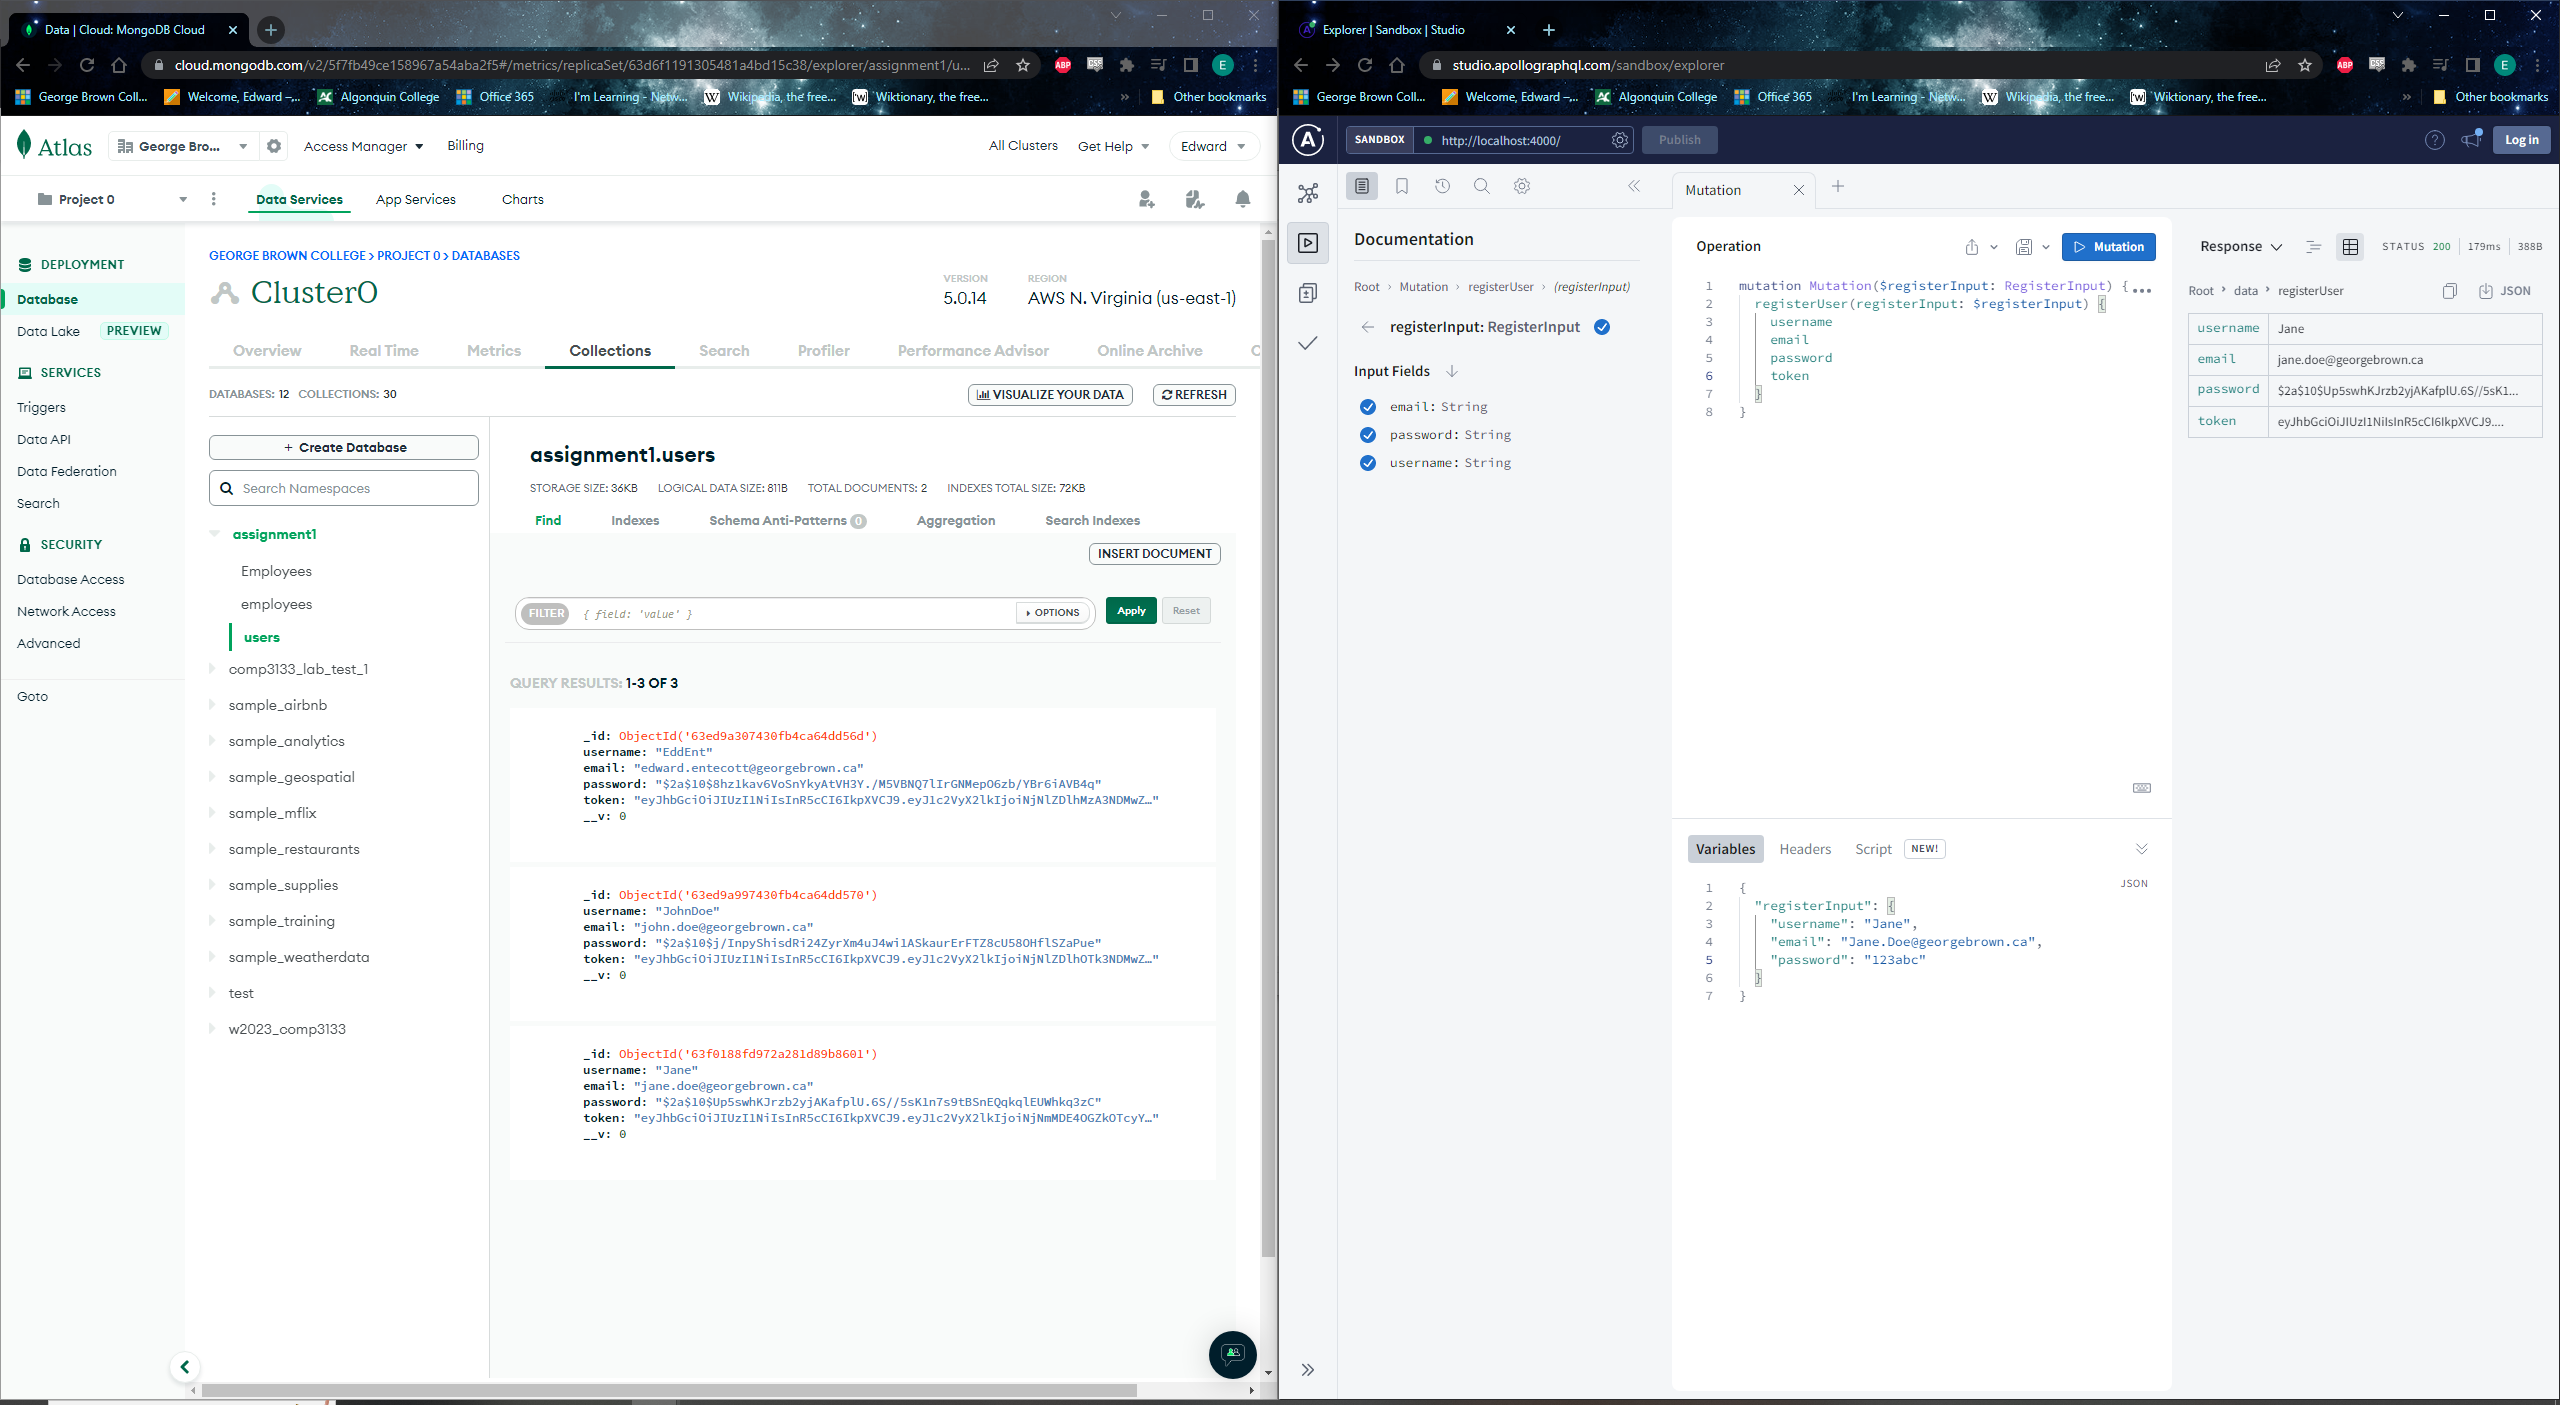 Data | Cloud: MongoDB Cloud
cloud.mongodb.com/v2/5f7fb49ce158967a54aba2f5#/metrics/replicaSet/63d6f1191305481a4bd15c38/explorer/assignment1/u...
ABP
E
George Brown Coll...
Welcome, Edward –...
Algonquin College
Office 365
I'm Learning - Netw...
Wikipedia, the free...
Wiktionary, the free...
»
Other bookmarks
Atlas
George Bro...
Access Manager
Billing
All Clusters
Get Help
Edward
Project 0
Data Services
App Services
Charts
DEPLOYMENT
Database
Data Lake
PREVIEW
SERVICES
Triggers
Data API
Data Federation
Search
SECURITY
Database Access
Network Access
Advanced
Goto
GEORGE BROWN COLLEGE > PROJECT 0 > DATABASES
Cluster0
VERSION
5.0.14
REGION
AWS N. Virginia (us-east-1)
Overview
Real Time
Metrics
Collections
Search
Profiler
Performance Advisor
Online Archive
DATABASES: 12 COLLECTIONS: 30
VISUALIZE YOUR DATA
REFRESH
+ Create Database
Search Namespaces
assignment1
Employees
employees
users
comp3133_lab_test_1
sample_airbnb
sample_analytics
sample_geospatial
sample_mflix
sample_restaurants
sample_supplies
sample_training
sample_weatherdata
test
w2023_comp3133
assignment1.users
STORAGE SIZE: 36KB LOGICAL DATA SIZE: 811B TOTAL DOCUMENTS: 2 INDEXES TOTAL SIZE: 72KB
Find
Indexes
Schema Anti-Patterns 0
Aggregation
Search Indexes
INSERT DOCUMENT
FILTER
{ field: 'value' }
OPTIONS
Apply
Reset
QUERY RESULTS: 1-3 OF 3
_id: ObjectId('63ed9a307430fb4ca64dd56d')
username: "EddEnt"
email: "edward.entecott@georgebrown.ca"
password: "$2a$10$8hz1kav6VoSnYkyAtVH3Y./M5VBNQ7lIrGNMepO6zb/YBr6iAVB4q"
token: "eyJhbGciOiJIUzI1NiIsInR5cCI6IkpXVCJ9.eyJ1c2VyX2lkIjoiNjNlZDlhMzA3NDMwZ…"
__v: 0
_id: ObjectId('63ed9a997430fb4ca64dd570')
username: "JohnDoe"
email: "john.doe@georgebrown.ca"
password: "$2a$10$j/InpyShisdRi24ZyrXm4uJ4wi1ASkaurErFTZ8cU58OHflSZaPue"
token: "eyJhbGciOiJIUzI1NiIsInR5cCI6IkpXVCJ9.eyJ1c2VyX2lkIjoiNjNlZDlhOTk3NDMwZ…"
__v: 0
_id: ObjectId('63f0188fd972a281d89b8601')
username: "Jane"
email: "jane.doe@georgebrown.ca"
password: "$2a$10$Up5swhKJrzb2yjAKafplU.6S//5sK1n7s9tBSnEQqkqlEUWhkq3zC"
token: "eyJhbGciOiJIUzI1NiIsInR5cCI6IkpXVCJ9.eyJ1c2VyX2lkIjoiNjNmMDE4OGZkOTcyY…"
__v: 0
Explorer | Sandbox | Studio
studio.apollographql.com/sandbox/explorer
ABP
E
George Brown Coll...
Welcome, Edward –...
Algonquin College
Office 365
I'm Learning - Netw...
Wikipedia, the free...
Wiktionary, the free...
»
Other bookmarks
SANDBOX
http://localhost:4000/
Publish
Log in
Documentation
Root › Mutation › registerUser › (registerInput)
registerInput: RegisterInput
Input Fields
email: String
password: String
username: String
Mutation
Operation
Mutation
1 mutation Mutation($registerInput: RegisterInput) {
2 registerUser(registerInput: $registerInput) {
3 username
4 email
5 password
6 token
7 }
8 }
Variables
Headers
Script
NEW!
JSON
1 {
2 "registerInput": {
3 "username": "Jane",
4 "email": "Jane.Doe@georgebrown.ca",
5 "password": "123abc"
6 }
7 }
Response
STATUS 200
179ms
388B
Root › data › registerUser
JSON
username Jane
email jane.doe@georgebrown.ca
password $2a$10$Up5swhKJrzb2yjAKafplU.6S//5sK1...
token eyJhbGciOiJIUzI1NiIsInR5cCI6IkpXVCJ9....